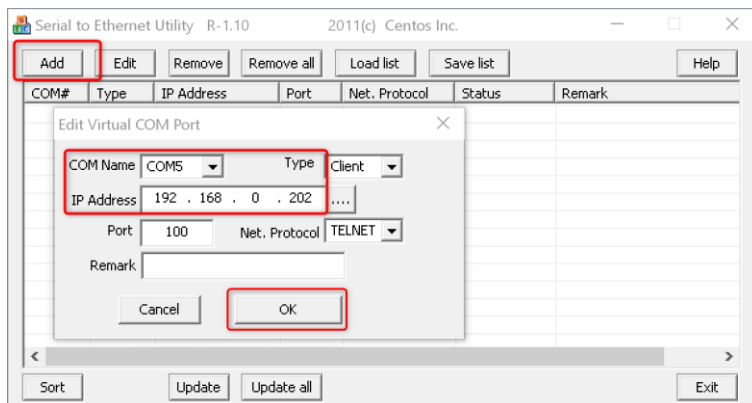 Serial to Ethernet Utility R-1.10 2011(c) Centos Inc.
Add Edit Remove Remove all Load list Save list Help
COM# Type IP Address Port Net. Protocol Status Remark
Edit Virtual COM Port
COM Name COM5 Type Client
IP Address 192 . 168 . 0 . 202 ....
Port 100 Net. Protocol TELNET
Remark
Cancel OK
Sort Update Update all Exit